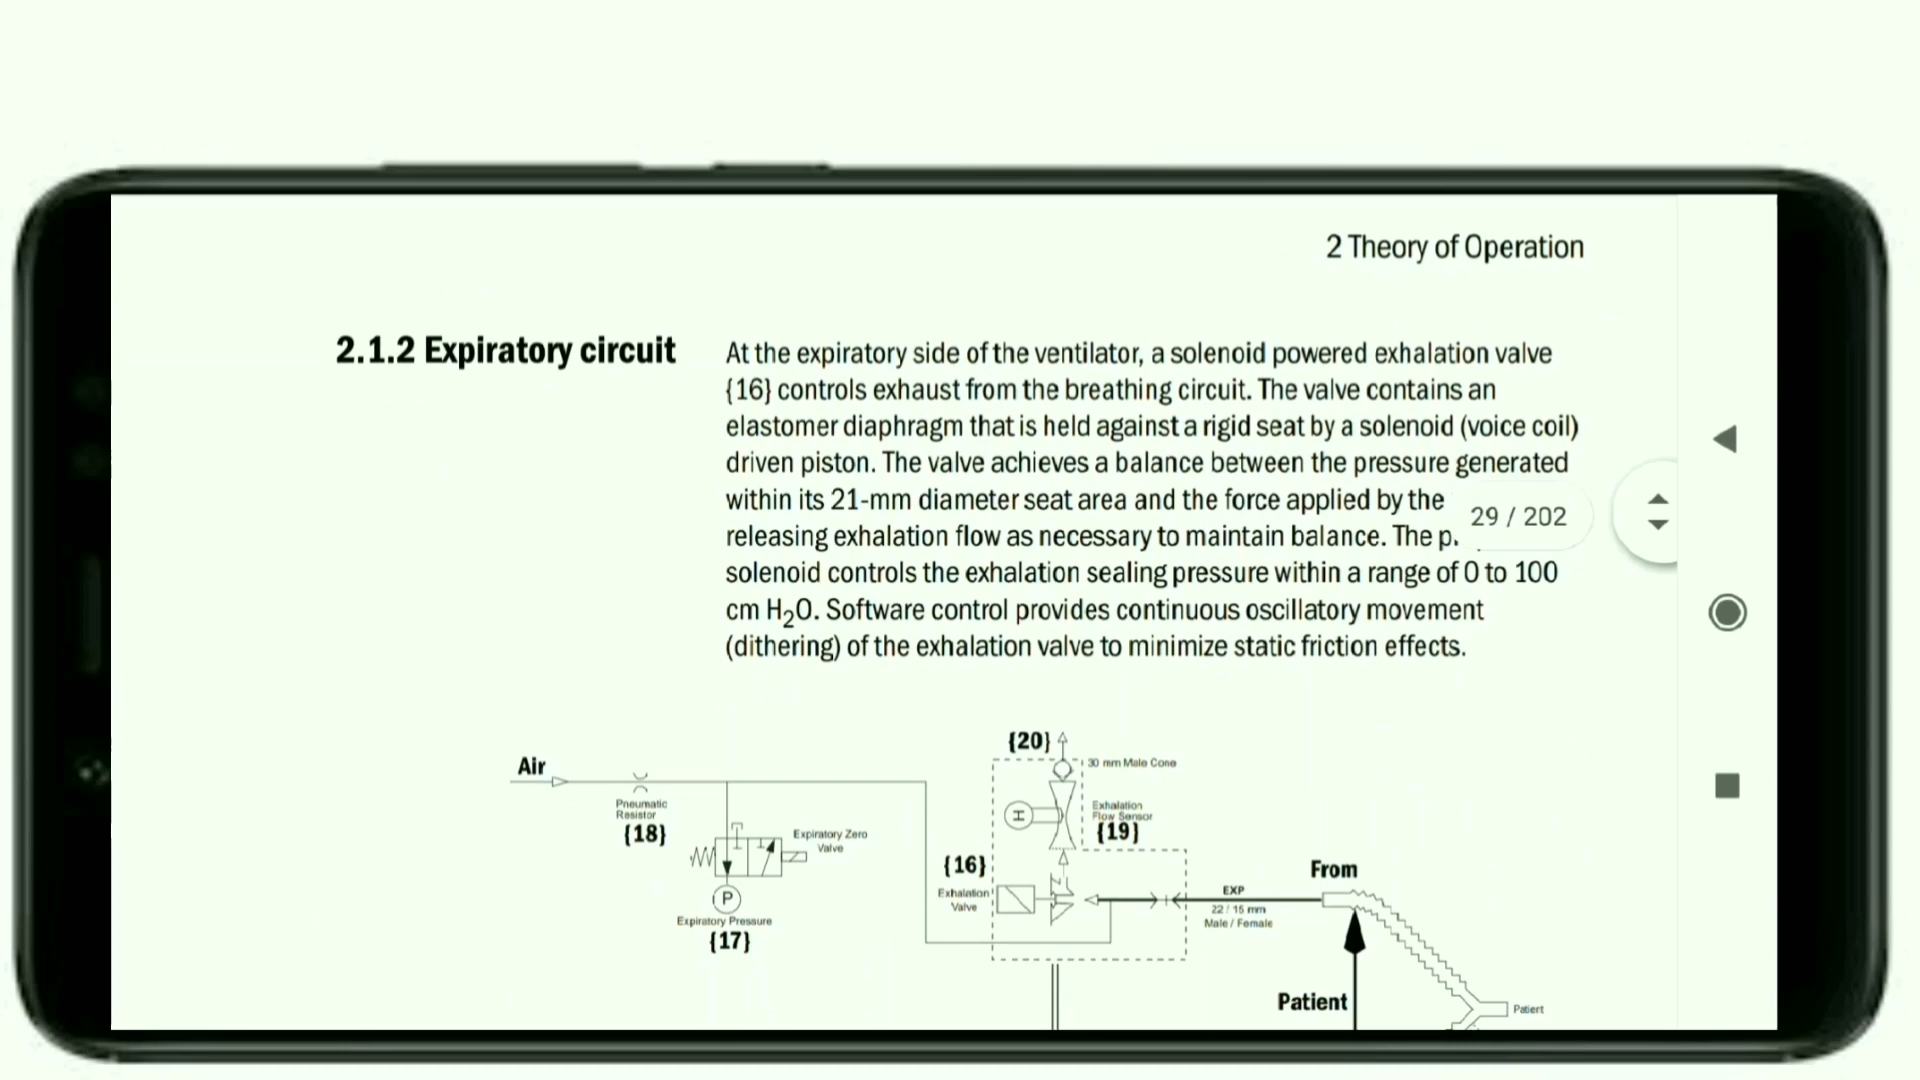 2 Theory of Operation
2.1.2 Expiratory circuit
At the expiratory side of the ventilator, a solenoid powered exhalation valve
{16} controls exhaust from the breathing circuit. The valve contains an
elastomer diaphragm that is held against a rigid seat by a solenoid (voice coil)
driven piston. The valve achieves a balance between the pressure generated
within its 21-mm diameter seat area and the force applied by the
releasing exhalation flow as necessary to maintain balance. The
solenoid controls the exhalation sealing pressure within a range of 0 to 100
cm H₂O. Software control provides continuous oscillatory movement
(dithering) of the exhalation valve to minimize static friction effects.
29 / 202
{20}
30 mm Male Cone
Air
Pneumatic
Resistor
{18}
Expiratory Zero
Valve
P
Expiratory Pressure
{17}
H
Exhalation
Flow Sensor
{19}
{16}
Exhalation
Valve
EXP
22 / 15 mm
Male / Female
From
Patient
Patient